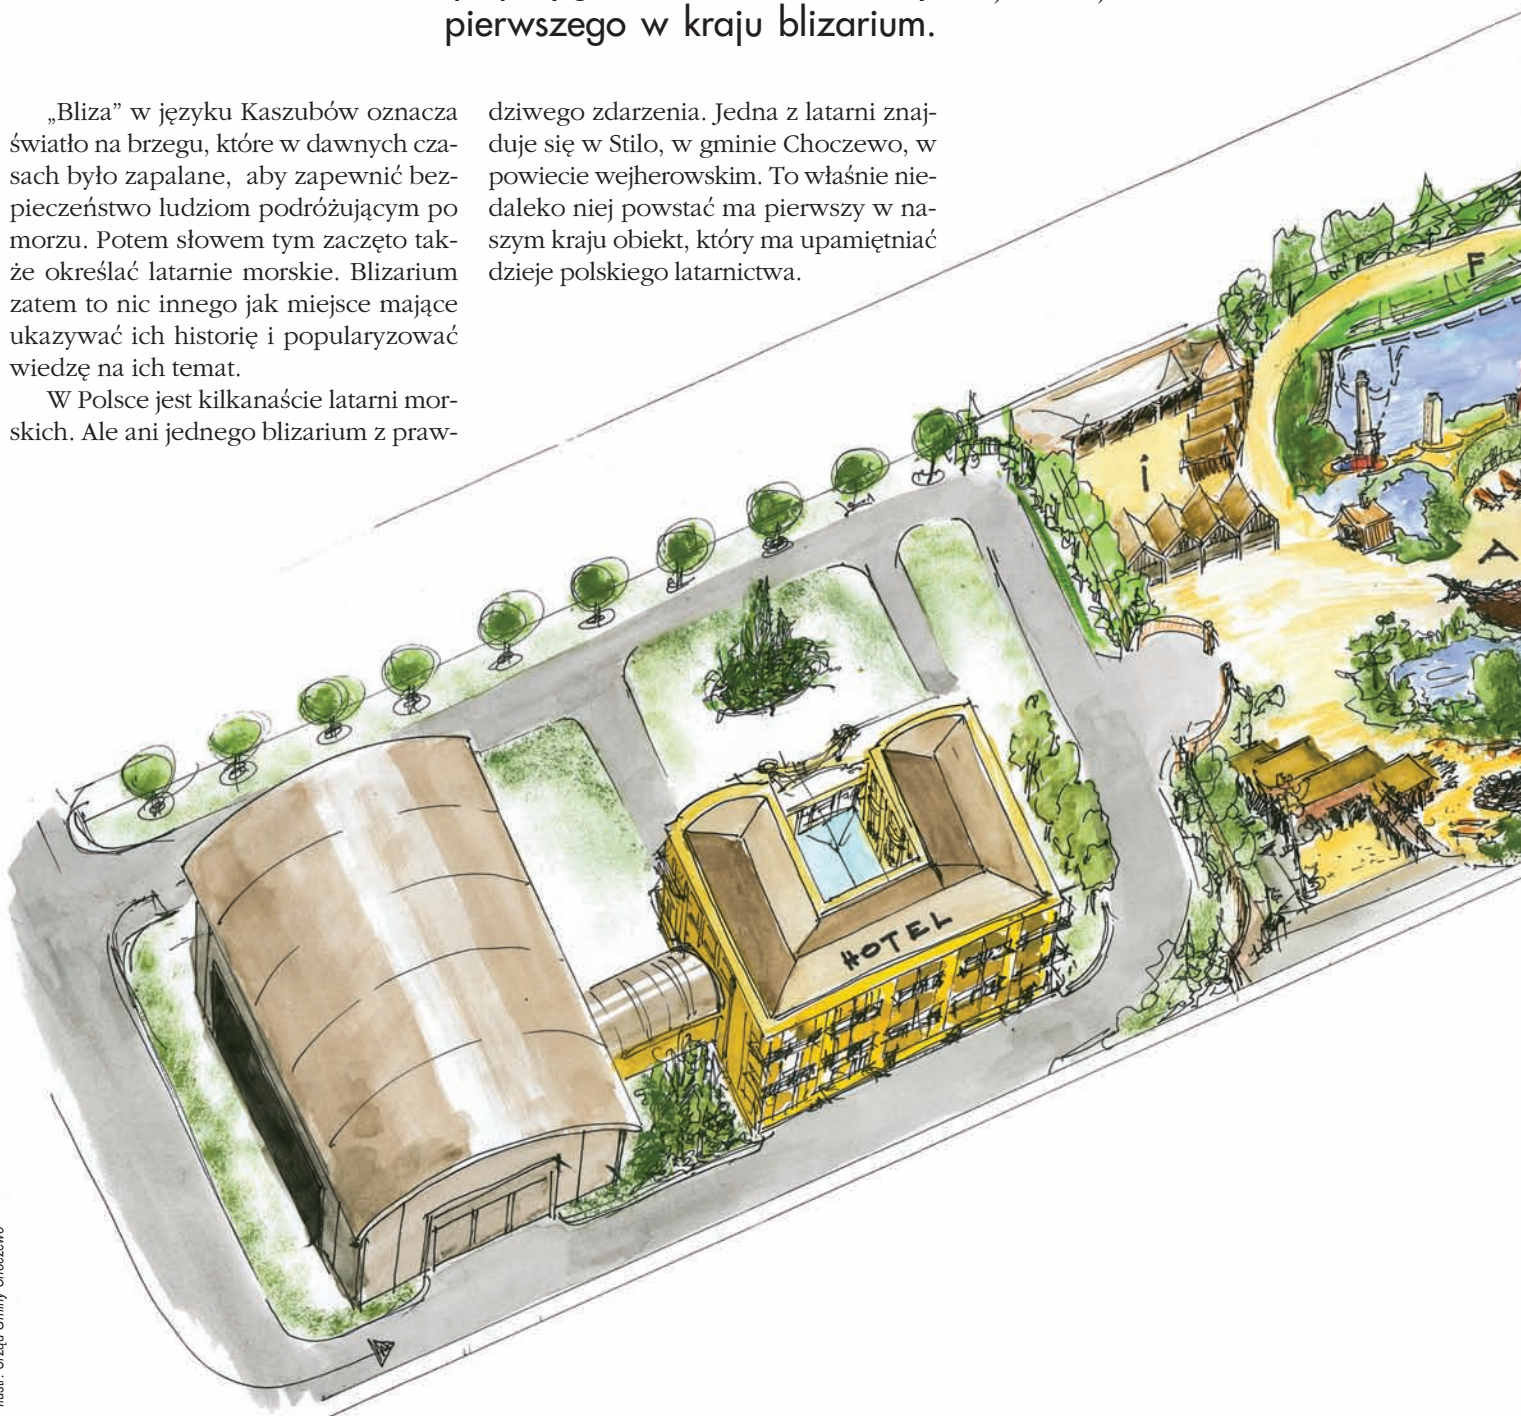 pierwszego w kraju blizarium.
„Bliza” w języku Kaszubów oznacza
światło na brzegu, które w dawnych cza-
sach było zapalane, aby zapewnić bez-
pieczeństwo ludziom podróżującym po
morzu. Potem słowem tym zaczęto tak-
że określać latarnie morskie. Blizarium
zatem to nic innego jak miejsce mające
ukazywać ich historię i popularyzować
wiedzę na ich temat.
W Polsce jest kilkanaście latarni mor-
skich. Ale ani jednego blizarium z praw-
dziwego zdarzenia. Jedna z latarni znaj-
duje się w Stilo, w gminie Choczewo, w
powiecie wejherowskim. To właśnie nie-
daleko niej powstać ma pierwszy w na-
szym kraju obiekt, który ma upamiętniać
dzieje polskiego latarnictwa.
F
i
A
HOTEL
Ilustr. Urząd Gminy Choczewo